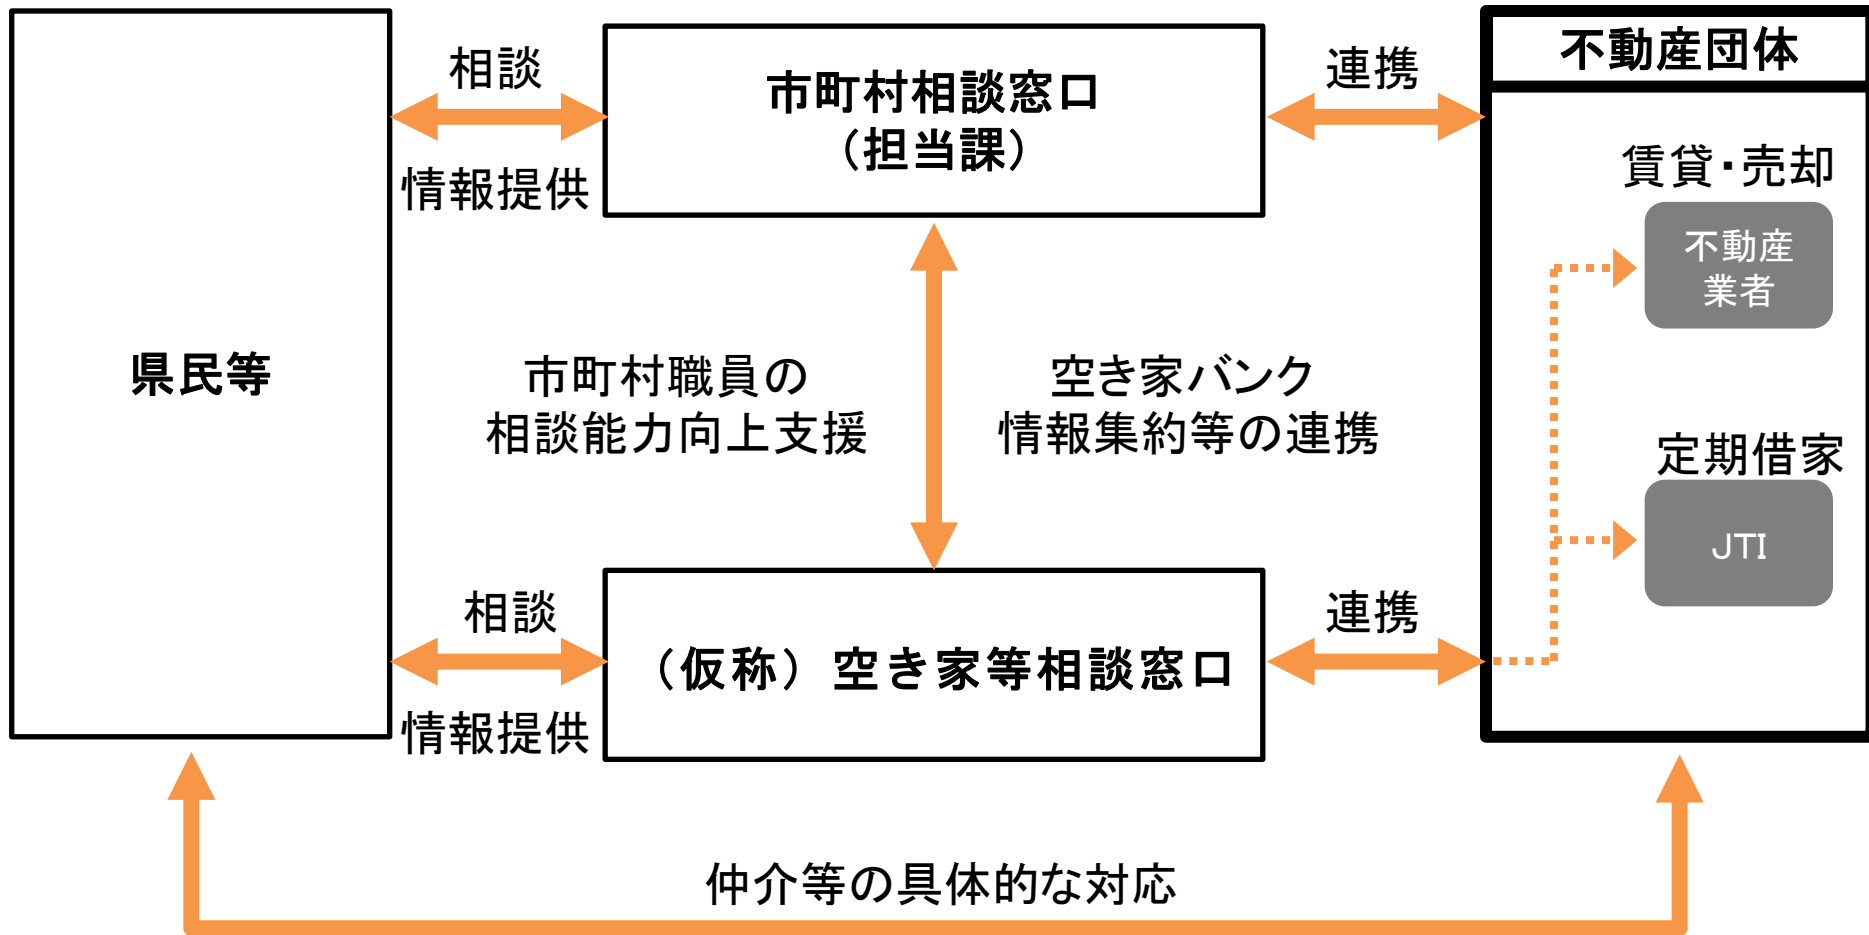 県民等
相談
情報提供
市町村相談窓口
（担当課）
連携
不動産団体
賃貸・売却
不動産
業者
定期借家
JTI
市町村職員の
相談能力向上支援
空き家バンク
情報集約等の連携
相談
情報提供
（仮称）空き家等相談窓口
連携
仲介等の具体的な対応